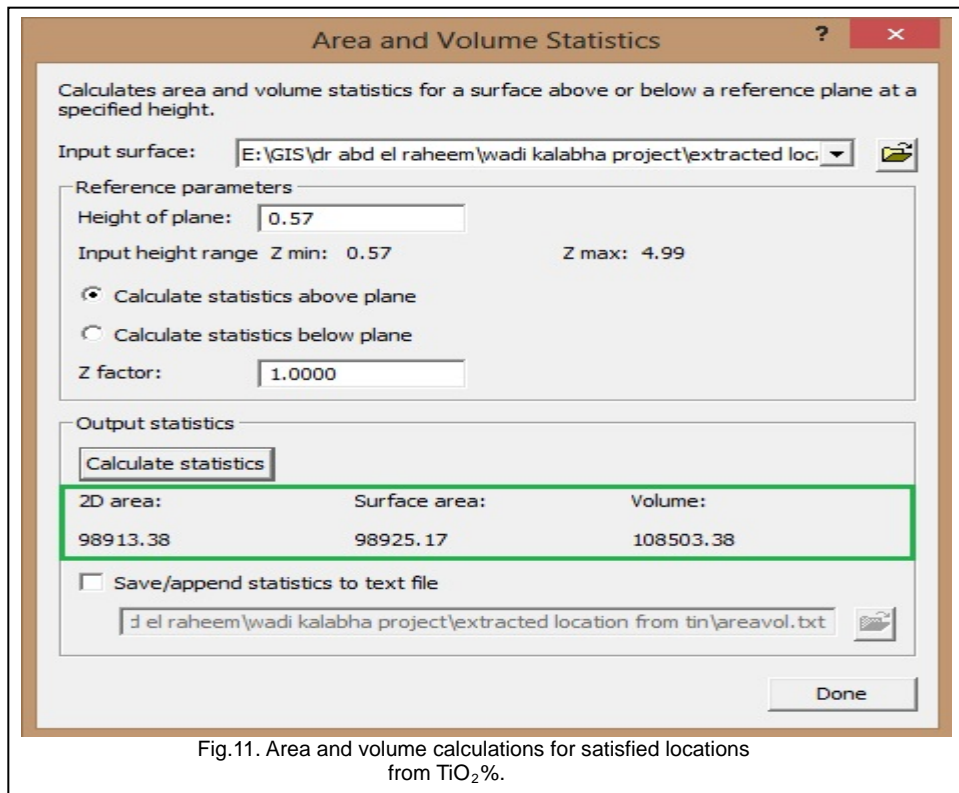 Area and Volume Statistics
?
×
Calculates area and volume statistics for a surface above or below a reference plane at a
specified height.
Input surface: E:\GIS\dr abd el raheem\wadi kalabha project\extracted loc
Reference parameters
Height of plane: 0.57
Input height range Z min: 0.57 Z max: 4.99
Calculate statistics above plane
Calculate statistics below plane
Z factor: 1.0000
Output statistics
Calculate statistics
2D area: Surface area: Volume:
98913.38 98925.17 108503.38
Save/append statistics to text file
d el raheem\wadi kalabha project\extracted location from tin\areavol.txt
Done
Fig.11. Area and volume calculations for satisfied locations
from TiO₂%.